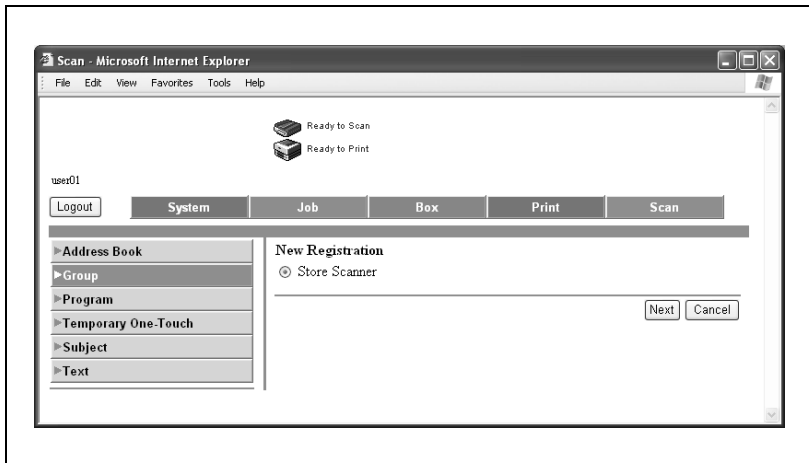 Scan - Microsoft Internet Explorer
File Edit View Favorites Tools Help
Ready to Scan
Ready to Print
user01
Logout System Job Box Print Scan
Address Book
Group
Program
Temporary One-Touch
Subject
Text
New Registration
Store Scanner
Next Cancel